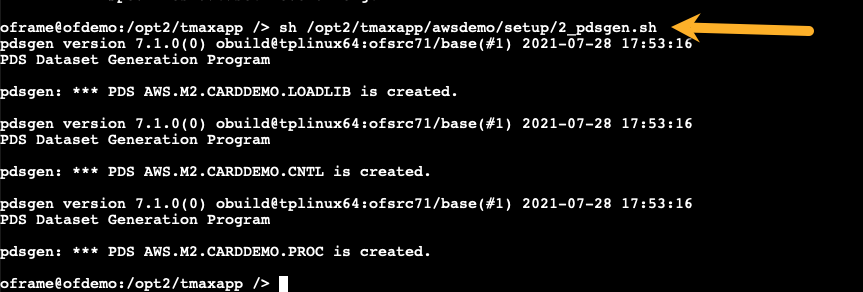 oframe@ofdemo:/opt2/tmaxapp /> sh /opt2/tmaxapp/awsdemo/setup/2_pdsgen.sh
pdsgen version 7.1.0(0) obuild@tplinux64:ofsrc71/base(#1) 2021-07-28 17:53:16
PDS Dataset Generation Program
pdsgen: *** PDS AWS.M2.CARDDEMO.LOADLIB is created.
pdsgen version 7.1.0(0) obuild@tplinux64:ofsrc71/base(#1) 2021-07-28 17:53:16
PDS Dataset Generation Program
pdsgen: *** PDS AWS.M2.CARDDEMO.CNTL is created.
pdsgen version 7.1.0(0) obuild@tplinux64:ofsrc71/base(#1) 2021-07-28 17:53:16
PDS Dataset Generation Program
pdsgen: *** PDS AWS.M2.CARDDEMO.PROC is created.
oframe@ofdemo:/opt2/tmaxapp />